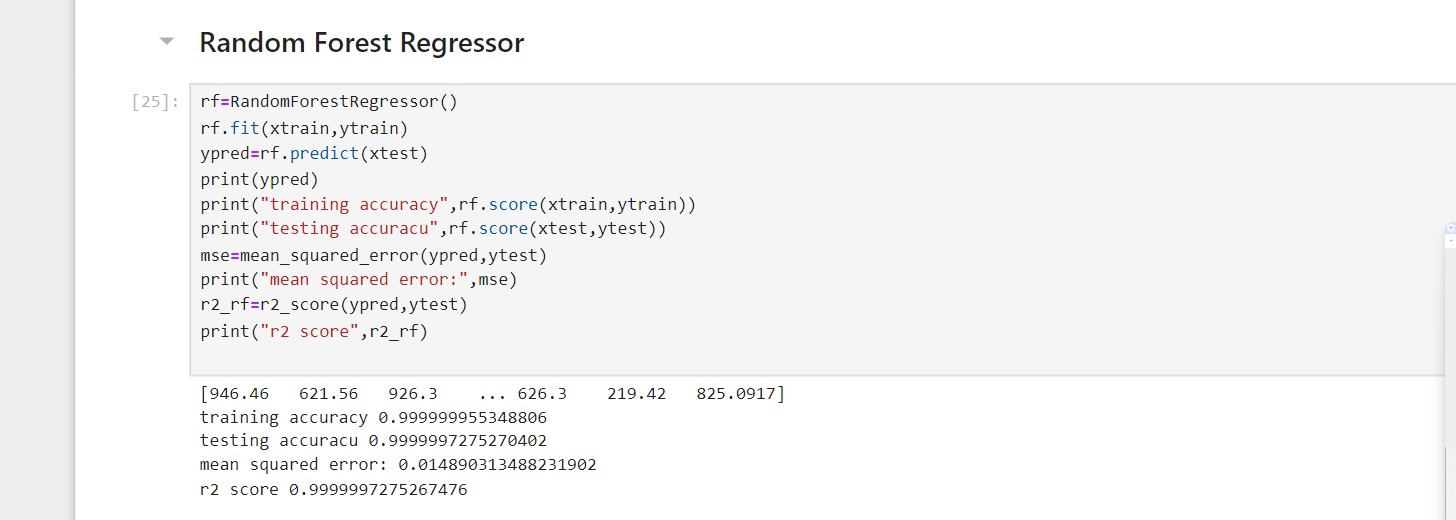 Random Forest Regressor
[25]:
rf=RandomForestRegressor()
rf.fit(xtrain,ytrain)
ypred=rf.predict(xtest)
print(ypred)
print("training accuracy",rf.score(xtrain,ytrain))
print("testing accuracu",rf.score(xtest,ytest))
mse=mean_squared_error(ypred,ytest)
print("mean squared error:",mse)
r2_rf=r2_score(ypred,ytest)
print("r2 score",r2_rf)
[946.46   621.56   926.3    ... 626.3    219.42   825.0917]
training accuracy 0.999999955348806
testing accuracu 0.9999997275270402
mean squared error: 0.014890313488231902
r2 score 0.9999997275267476